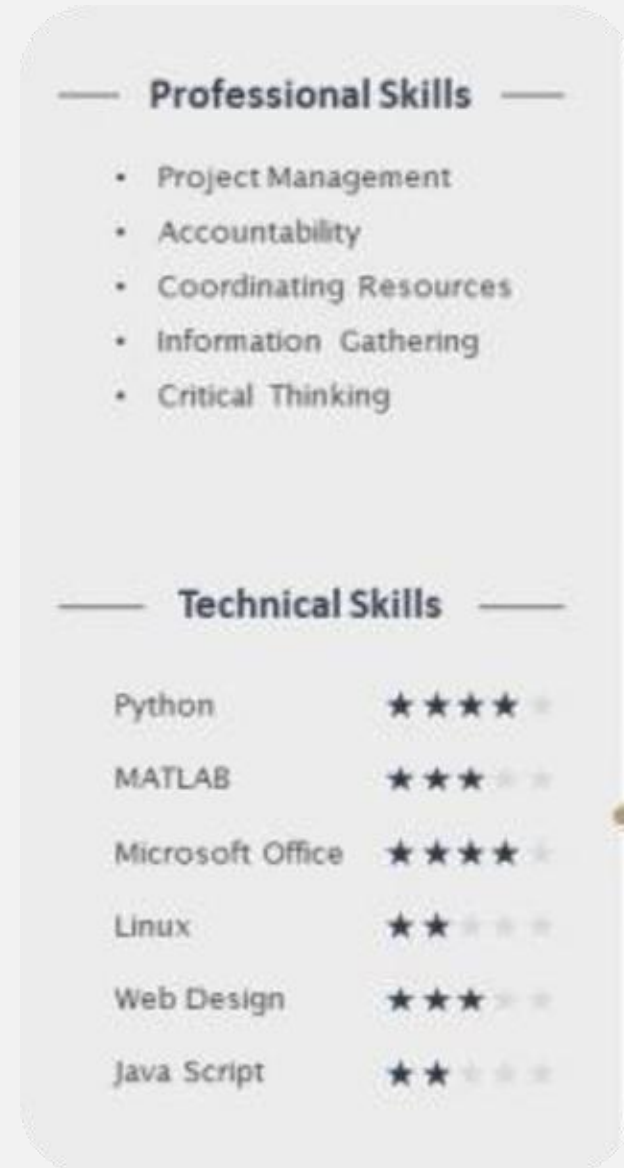 Professional Skills
• Project Management
• Accountability
• Coordinating Resources
• Information Gathering
• Critical Thinking
Technical Skills
Python ★★★★★
MATLAB ★★★★★
Microsoft Office ★★★★★
Linux ★★★★★
Web Design ★★★★★
Java Script ★★★★★